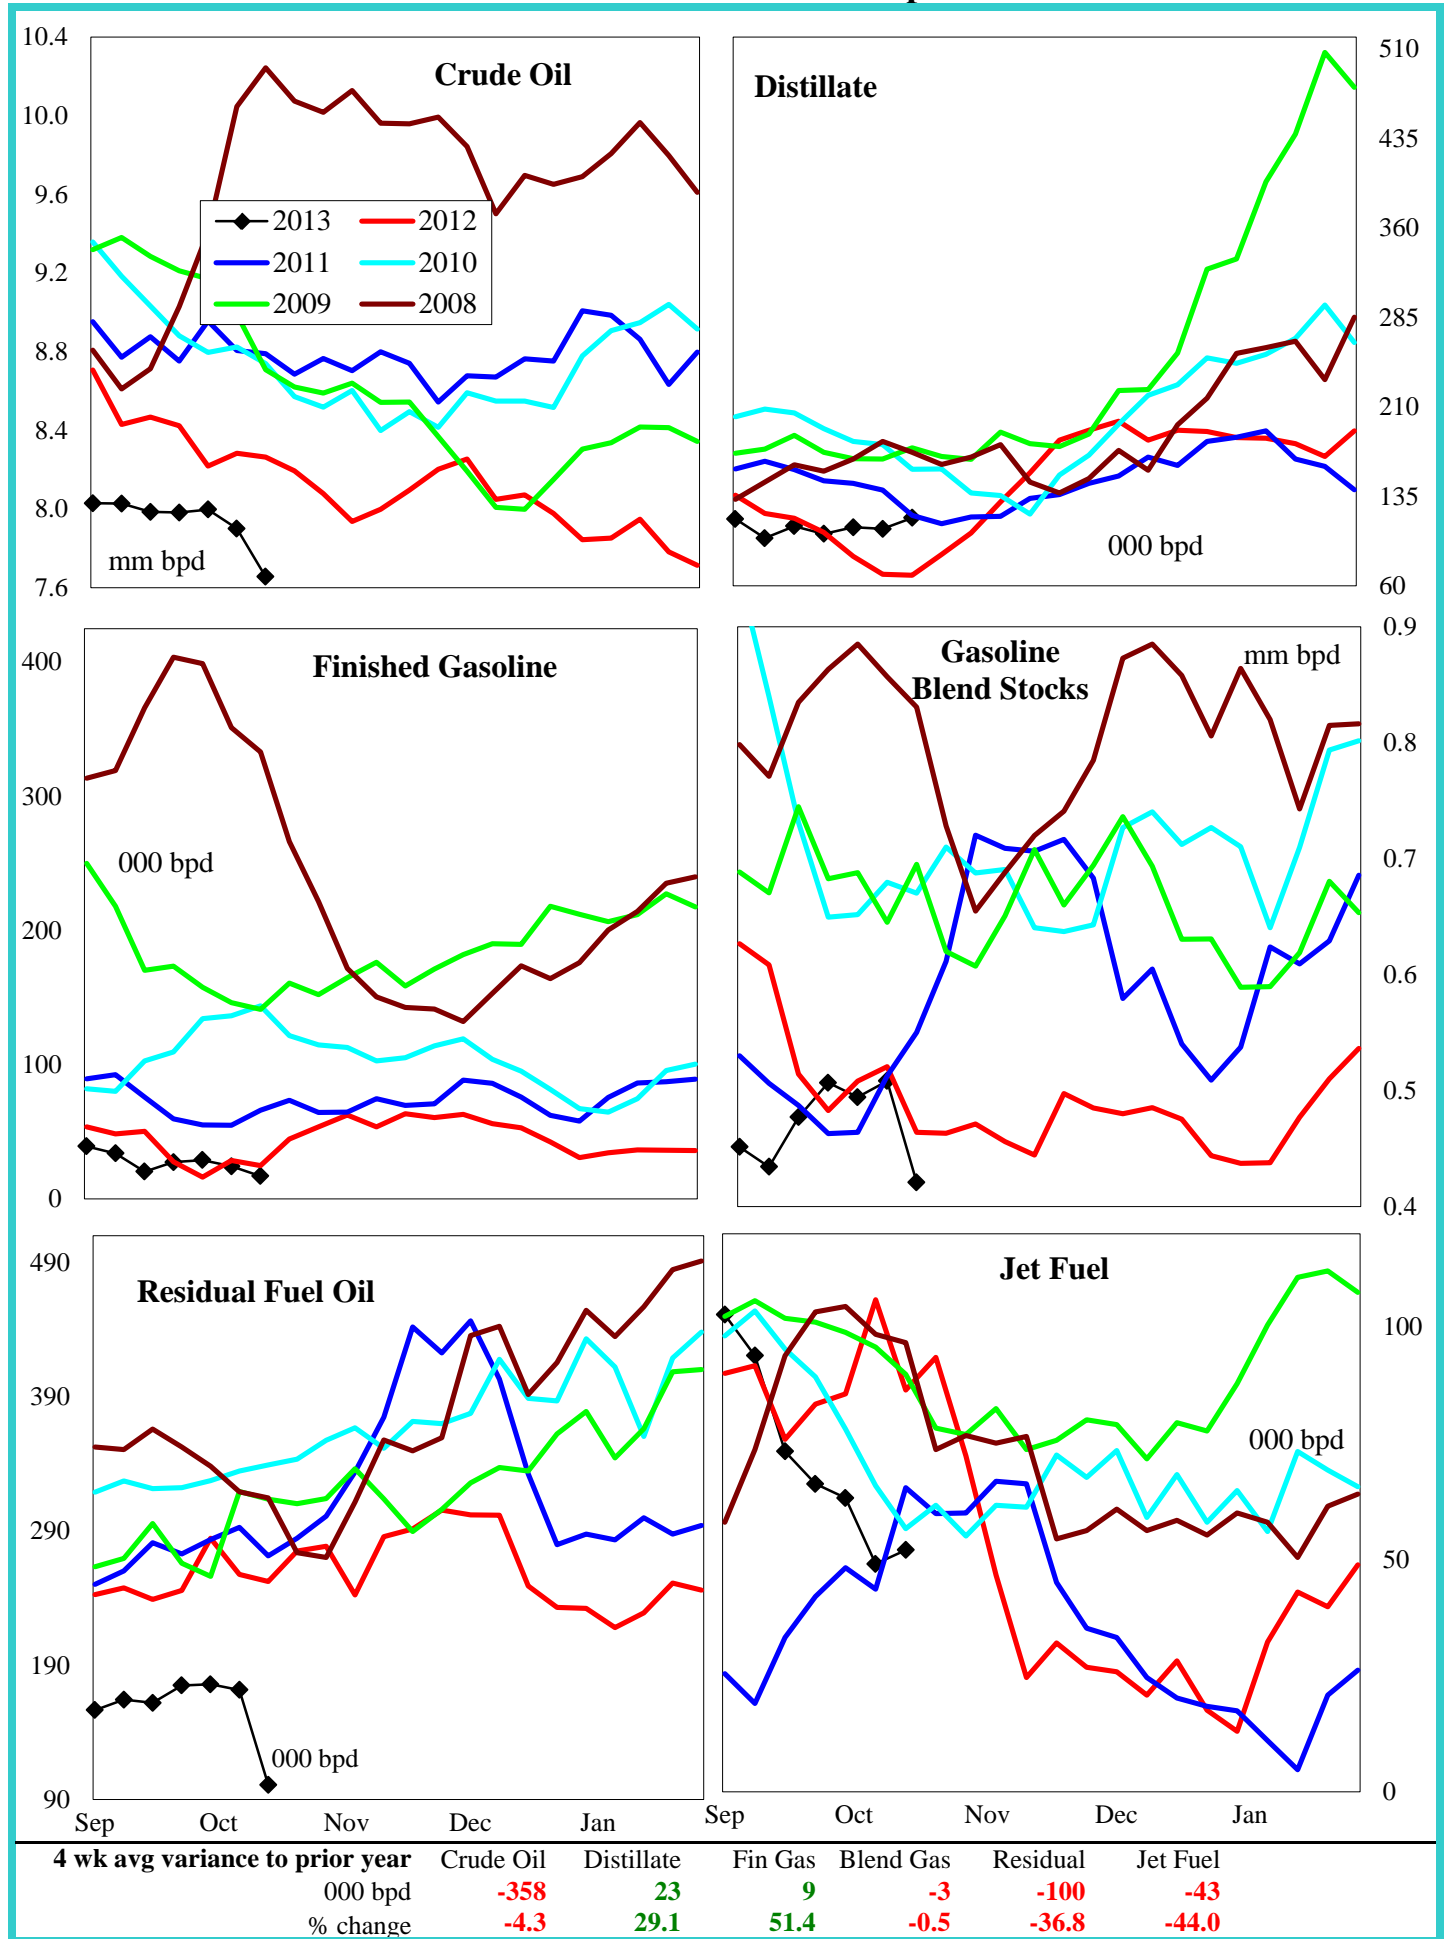 10.4
10.0
9.6
9.2
8.8
8.4
8.0
7.6
Crude Oil
2013 2012
2011 2010
2009 2008
mm bpd
Distillate
510
435
360
285
210
135
60
000 bpd
400
300
200
100
0
Finished Gasoline
000 bpd
Gasoline
Blend Stocks
mm bpd
0.9
0.8
0.7
0.6
0.5
0.4
490
390
290
190
90
Residual Fuel Oil
000 bpd
Sep Oct Nov Dec Jan
Jet Fuel
100
50
0
000 bpd
Sep Oct Nov Dec Jan
4 wk avg variance to prior year Crude Oil Distillate Fin Gas Blend Gas Residual Jet Fuel
000 bpd -358 23 9 -3 -100 -43
% change -4.3 29.1 51.4 -0.5 -36.8 -44.0